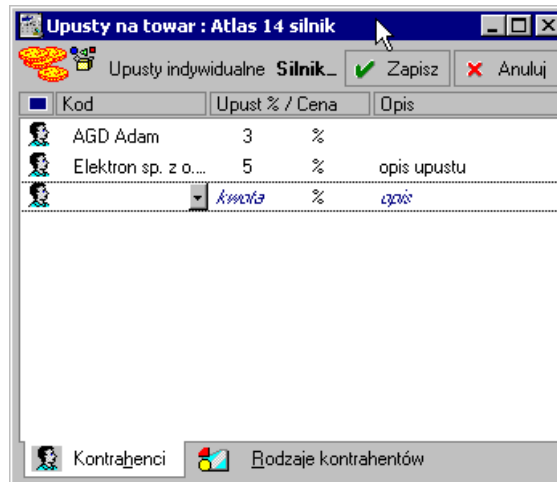 Upusty na towar : Atlas 14 silnik
Upusty indywidualne Silnik_ Zapisz Anuluj
Kod Upust % / Cena Opis
AGD Adam 3 %
Elektron sp. z o.... 5 % opis upustu
kwota % opis
Kontrahenci Rodzaje kontrahentów